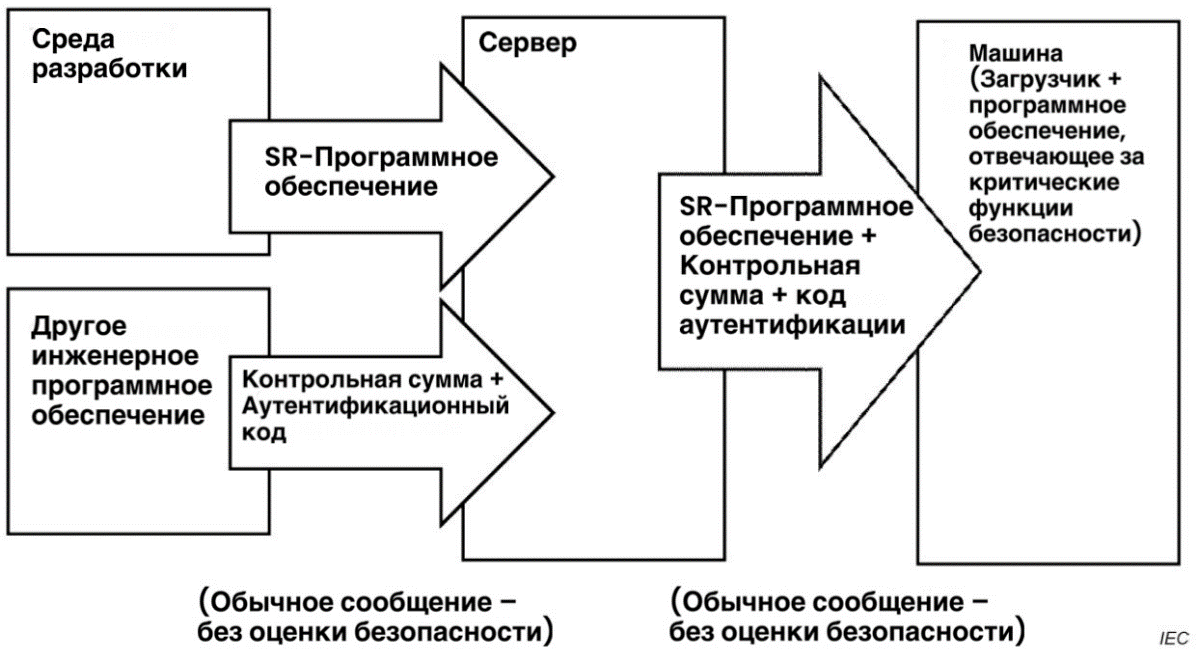 Среда
разработки
SR-Программное
обеспечение
Сервер
SR-Программное
обеспечение +
Контрольная
сумма + код
аутентификации
Машина
(Загрузчик +
программное
обеспечение,
отвечающее за
критические
функции
безопасности)
Другое
инженерное
программное
обеспечение
Контрольная сумма +
Аутентификационный
код
(Обычное сообщение –
без оценки безопасности)
(Обычное сообщение –
без оценки безопасности)
IEC